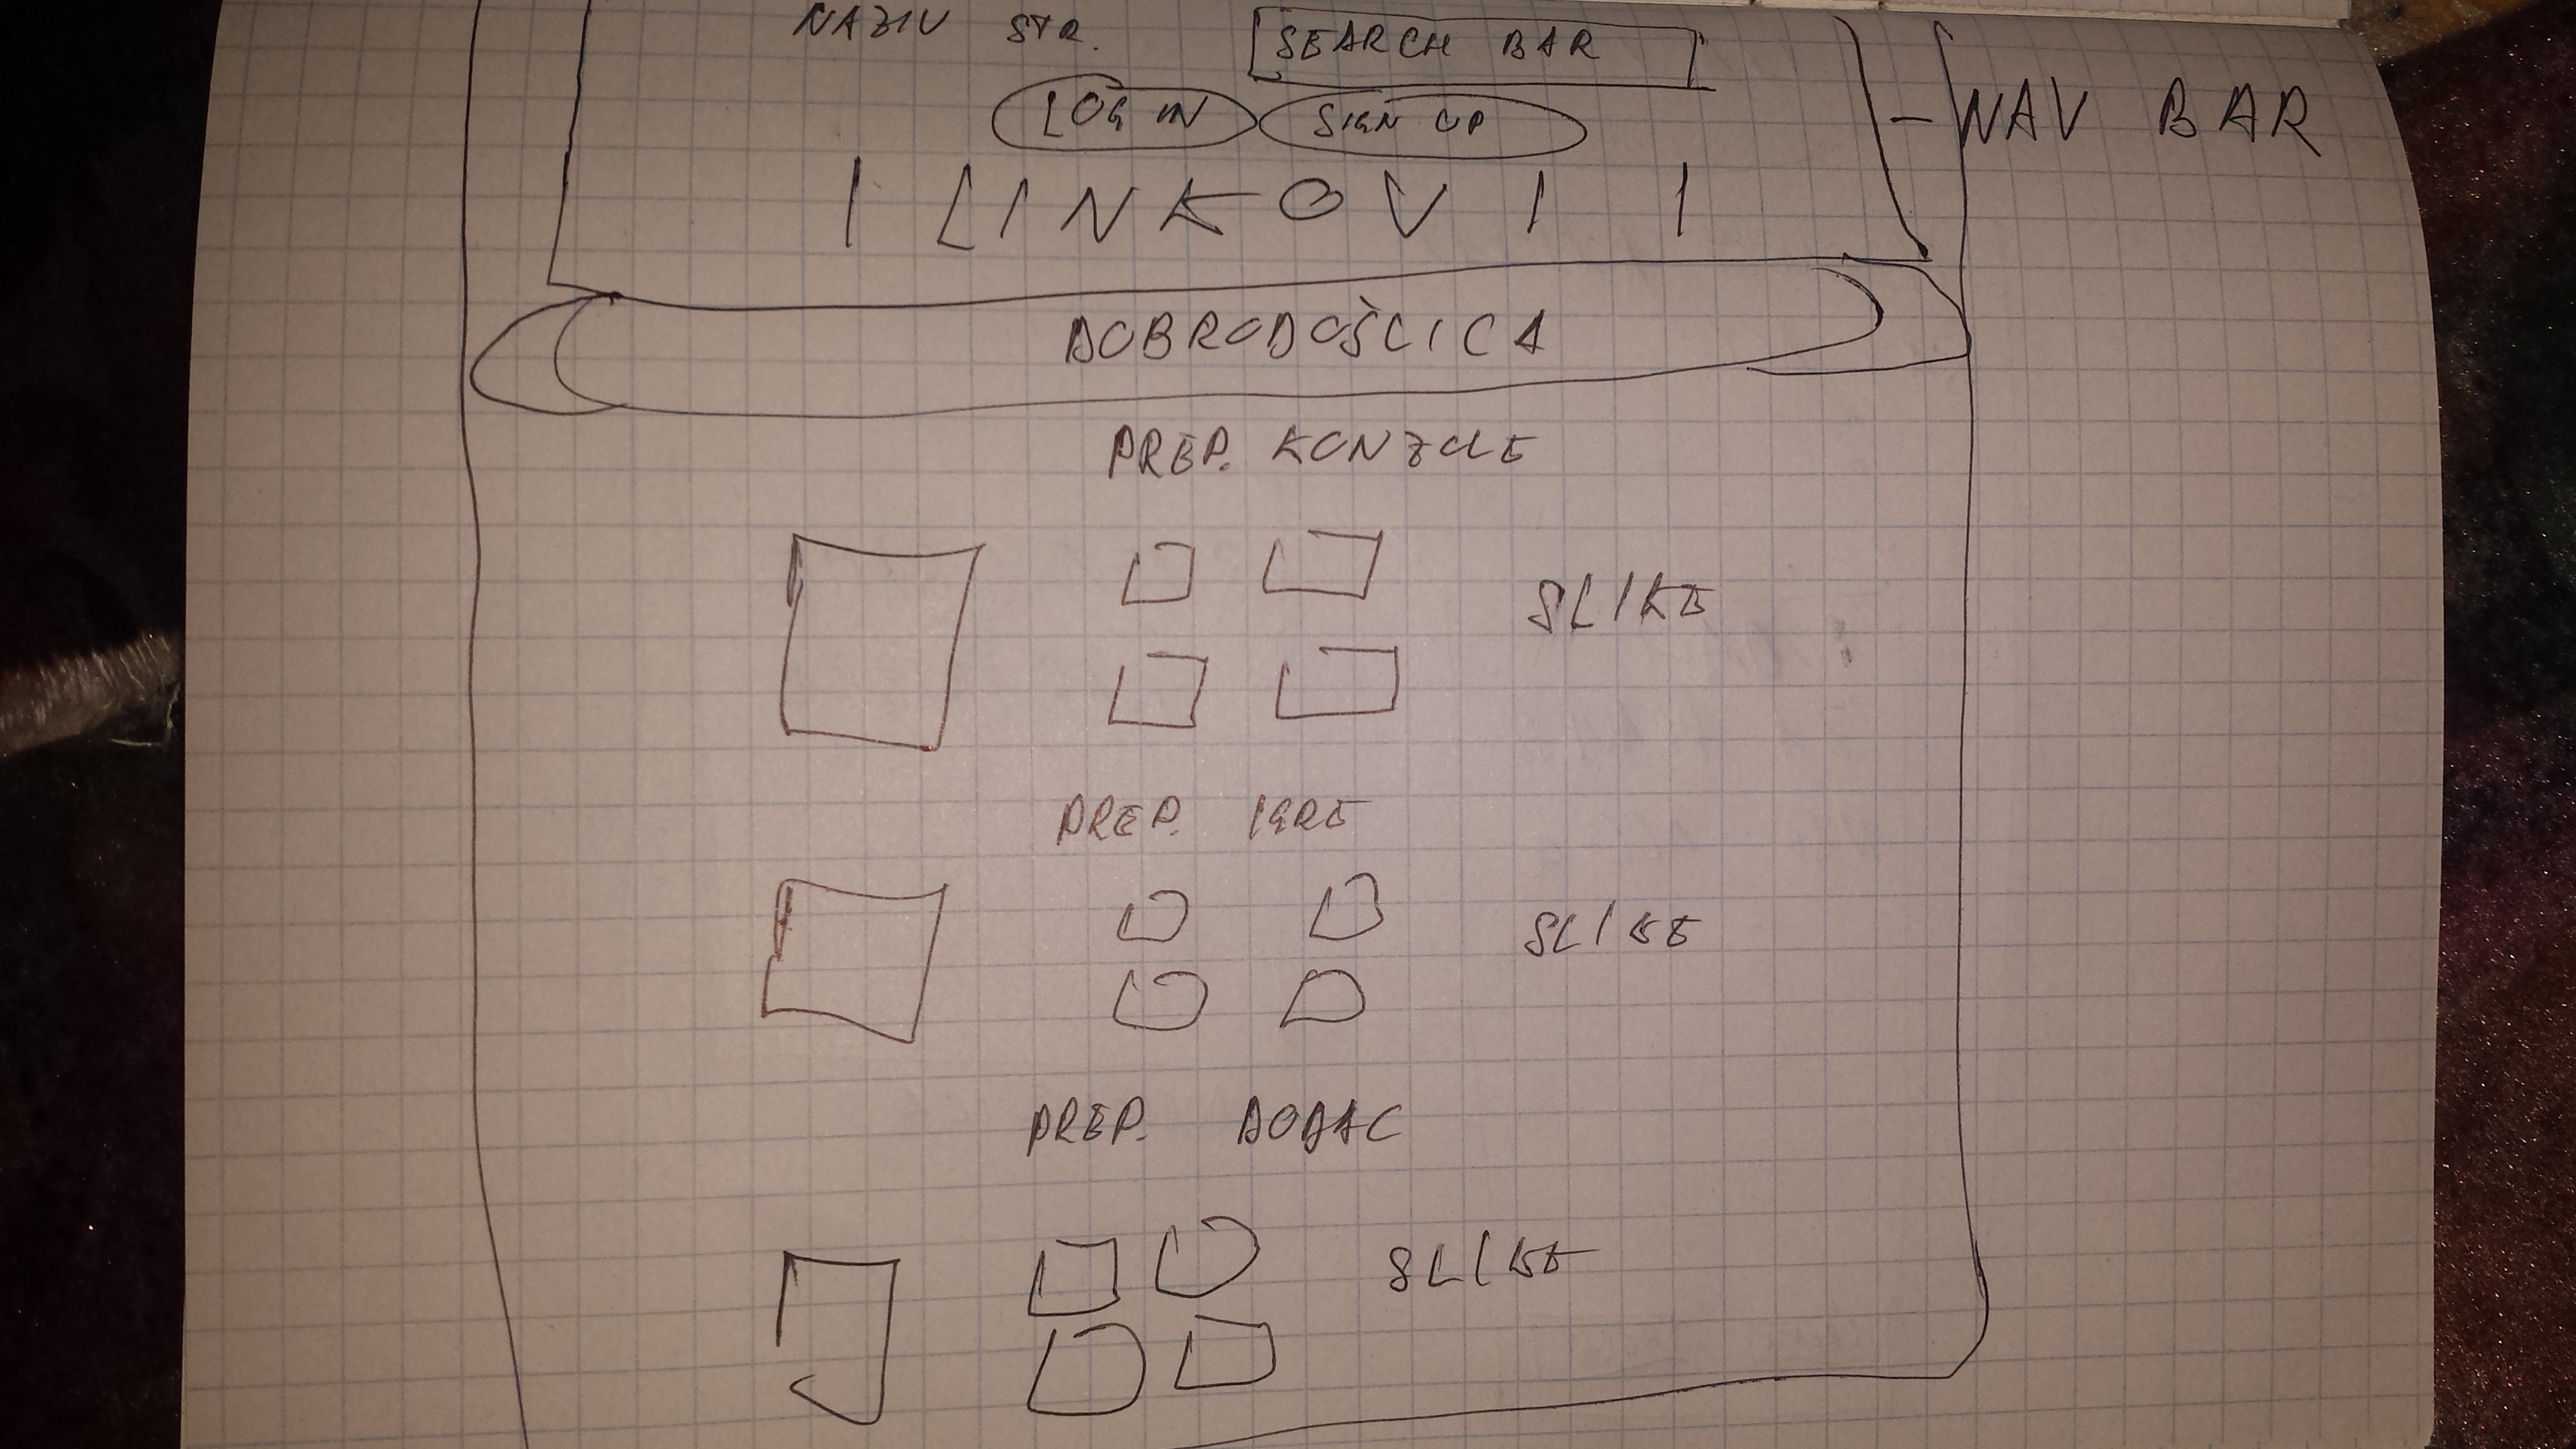 NAZIV STR.
SEARCH BAR
LOG IN
SIGN UP
- NAV BAR
| LINKOVI |
DOBRODOŠLICA
PREP. KONZOLE
SLIKE
PREP. IGRE
SLIKE
PREP. DODAC
SLIKE